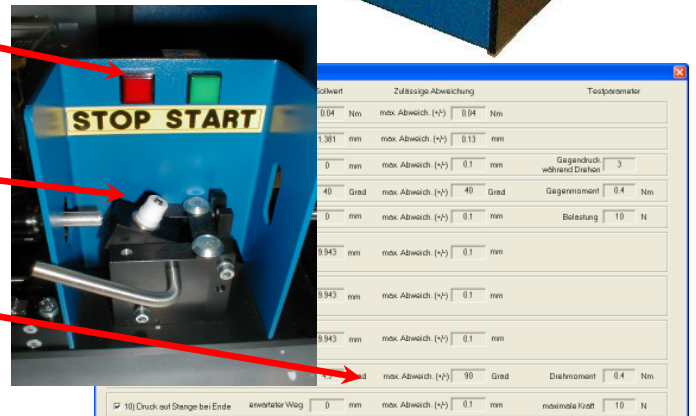 STOP START
Sollwert Zulässige Abweichung Testparameter
0.04 Nm max. Abweich. (+/-) 0.04 Nm
1.381 mm max. Abweich. (+/-) 0.13 mm
0 mm max. Abweich. (+/-) 0.1 mm Gegendruck während Drehen 3
40 Grad max. Abweich. (+/-) 40 Grad Gegenmoment 0.4 Nm
0 mm max. Abweich. (+/-) 0.1 mm Belastung 10 N
9.943 mm max. Abweich. (+/-) 0.1 mm
9.943 mm max. Abweich. (+/-) 0.1 mm
9.943 mm max. Abweich. (+/-) 0.1 mm
max. Abweich. (+/-) 90 Grad Drehmoment 0.4 Nm
10) Druck auf Stange bei Ende erwarteter Weg 0 mm max. Abweich. (+/-) 0.1 mm maximale Kraft 10 N